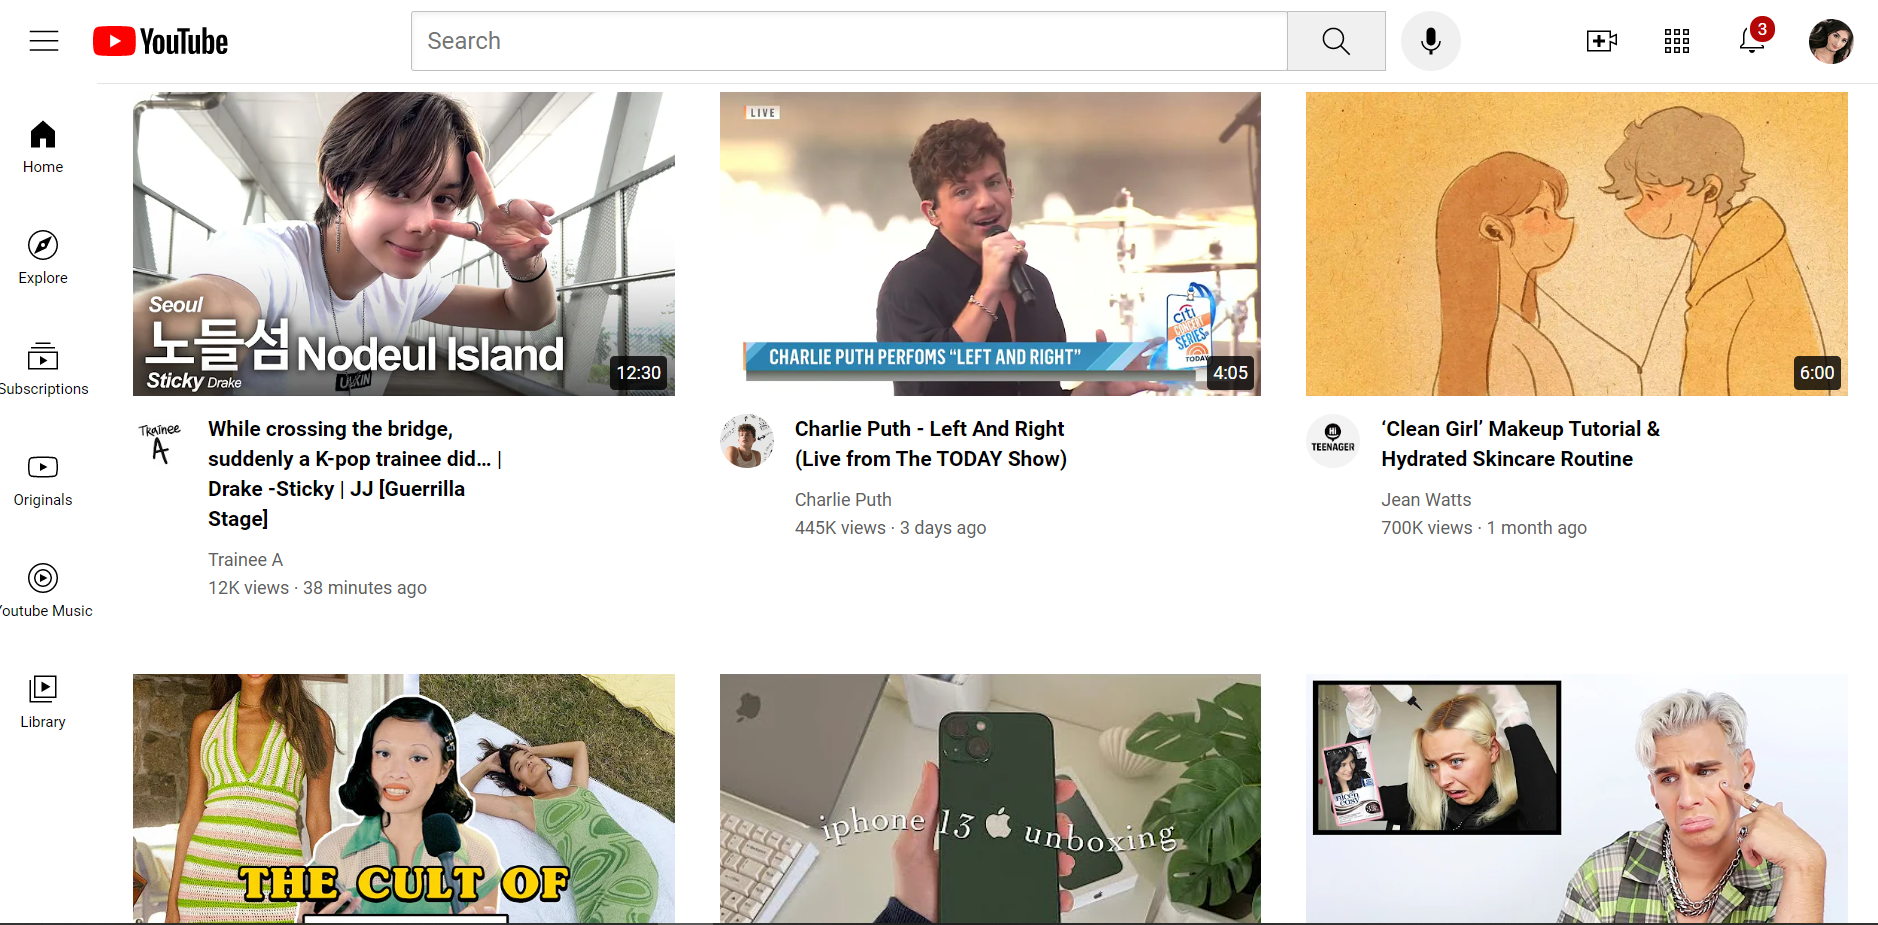 YouTube
Search
3
Home
Explore
Subscriptions
Originals
Youtube Music
Library
Seoul
노들섬 Nodeul Island
Sticky Drake
12:30
TRAINEE
A
While crossing the bridge,
suddenly a K-pop trainee did... |
Drake -Sticky | JJ [Guerrilla
Stage]
Trainee A
12K views · 38 minutes ago
LIVE
CHARLIE PUTH PERFOMS “LEFT AND RIGHT”
citi
CONCERT
SERIES
TODAY
4:05
Charlie Puth - Left And Right
(Live from The TODAY Show)
Charlie Puth
445K views · 3 days ago
6:00
Hi
TEENAGER
‘Clean Girl’ Makeup Tutorial &
Hydrated Skincare Routine
Jean Watts
700K views · 1 month ago
THE CULT OF
iphone 13 unboxing
nice'n
easy